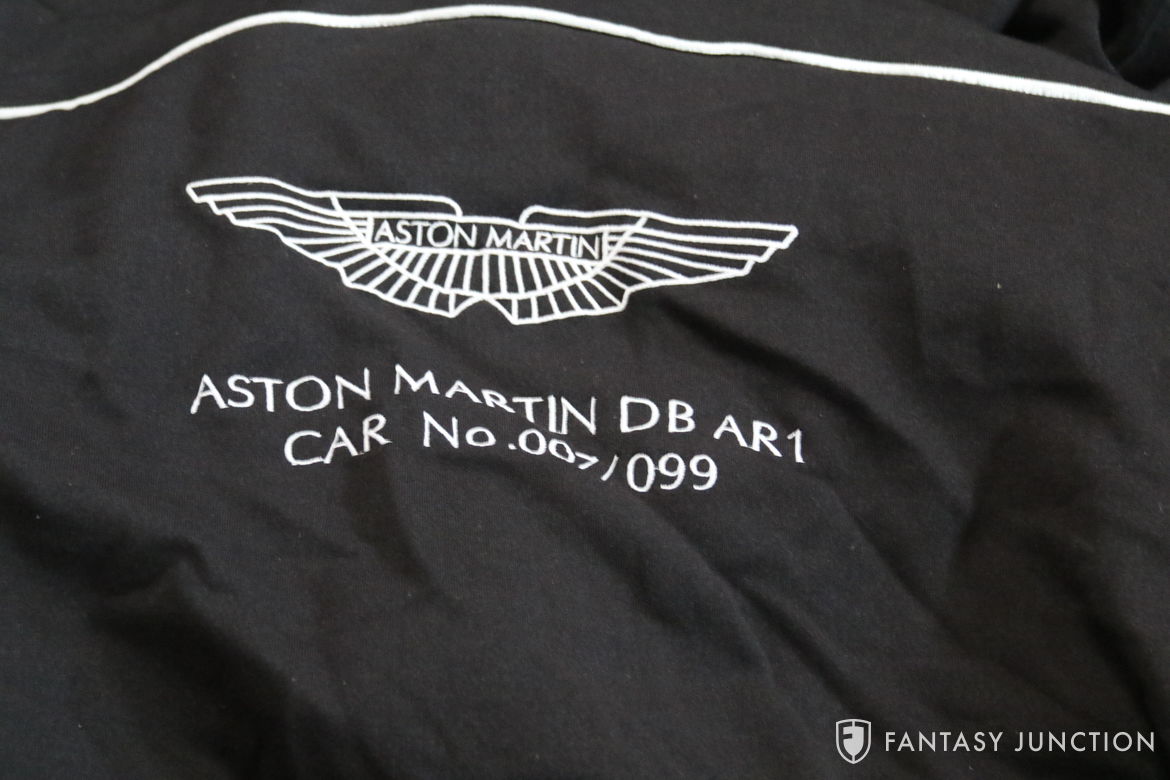 ASTON MARTIN
ASTON MARTIN DB AR1
CAR No.007/099
FANTASY JUNCTION